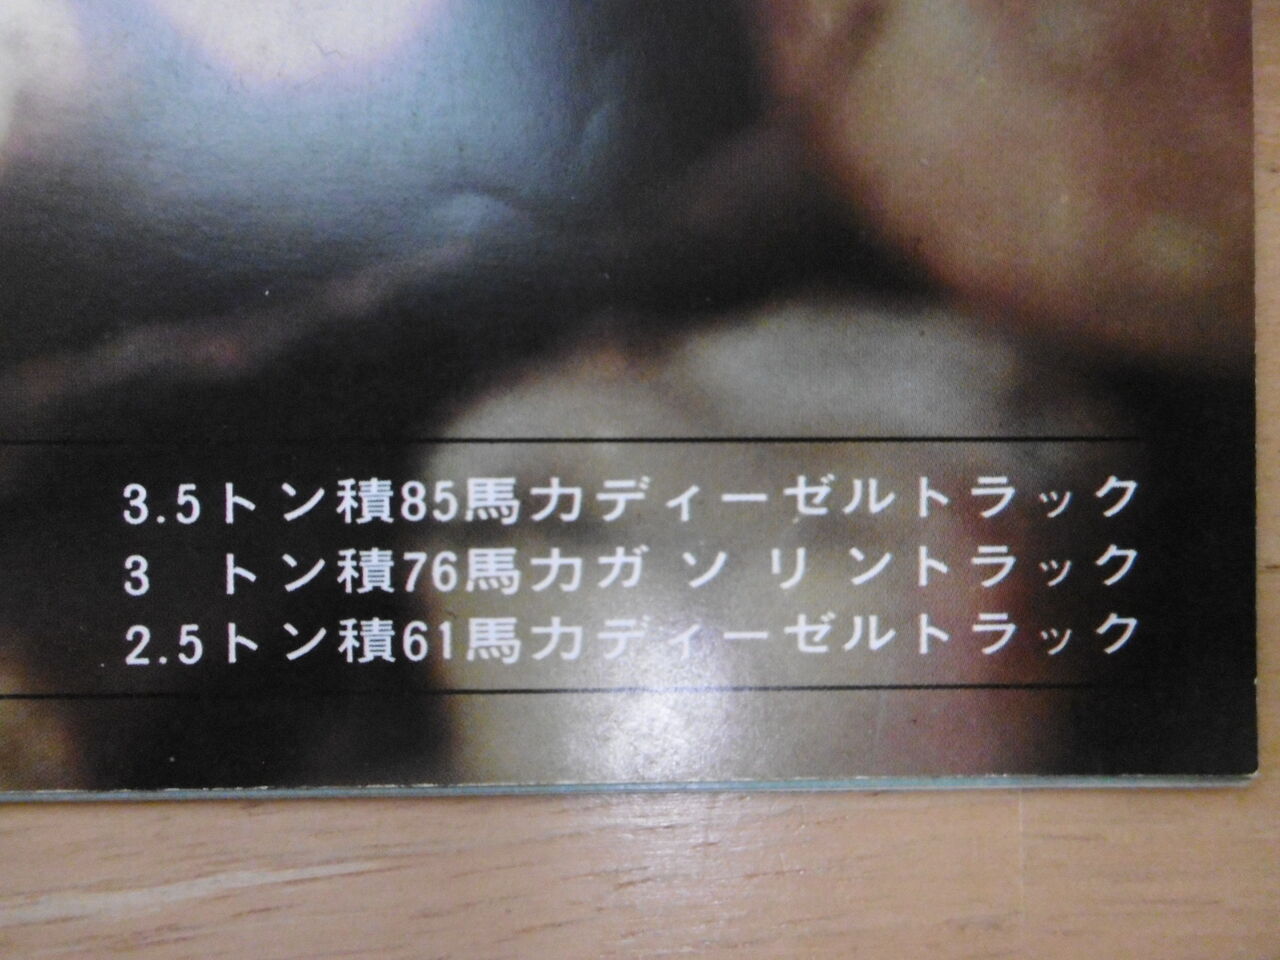 3.5トン積85馬力ディーゼルトラック
3　トン積76馬力ガソリントラック
2.5トン積61馬力ディーゼルトラック